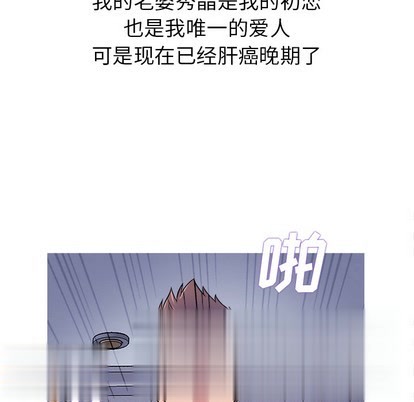 我的老婆秀晶是我的初恋
也是我唯一的爱人
可是现在已经肝癌晚期了
啪